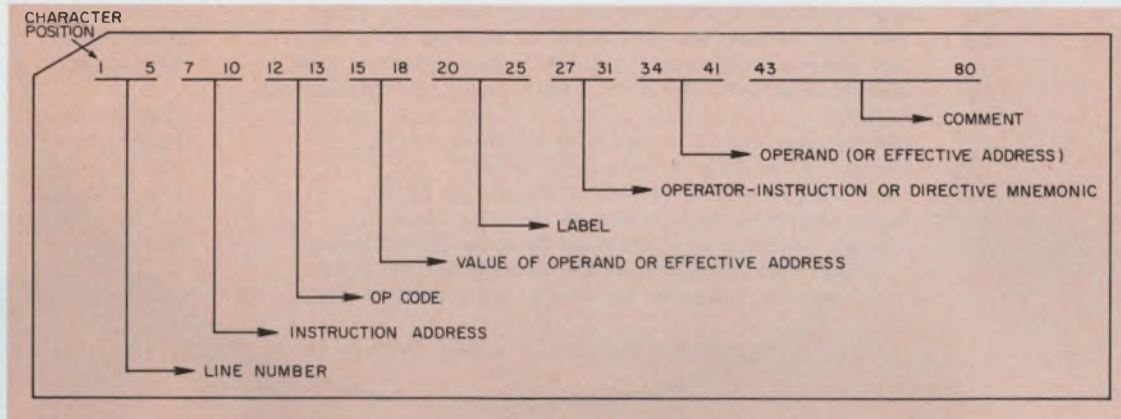 CHARACTER
POSITION
1 5 7 10 12 13 15 18 20 25 27 31 34 41 43 80
COMMENT
OPERAND (OR EFFECTIVE ADDRESS)
OPERATOR-INSTRUCTION OR DIRECTIVE MNEMONIC
LABEL
VALUE OF OPERAND OR EFFECTIVE ADDRESS
OP CODE
INSTRUCTION ADDRESS
LINE NUMBER